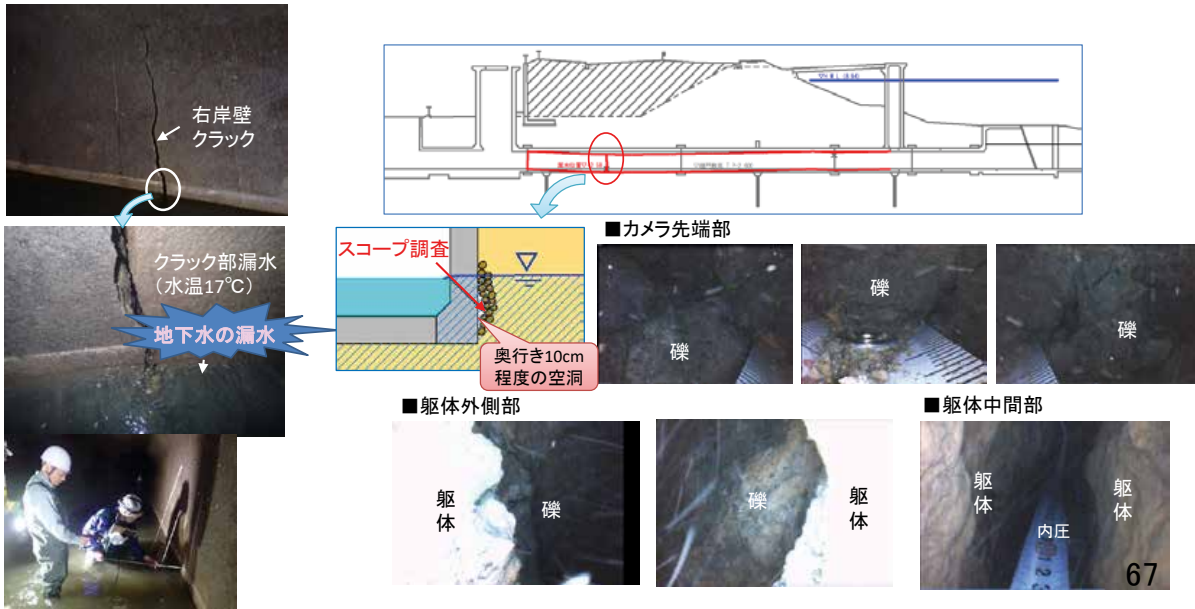 右岸壁
クラック
クラック部漏水
（水温17℃）
地下水の漏水
スコープ調査
奥行き10cm
程度の空洞
■カメラ先端部
礫
礫
礫
■躯体外側部
躯体
礫
礫
躯体
■躯体中間部
躯体
内圧
躯体
67